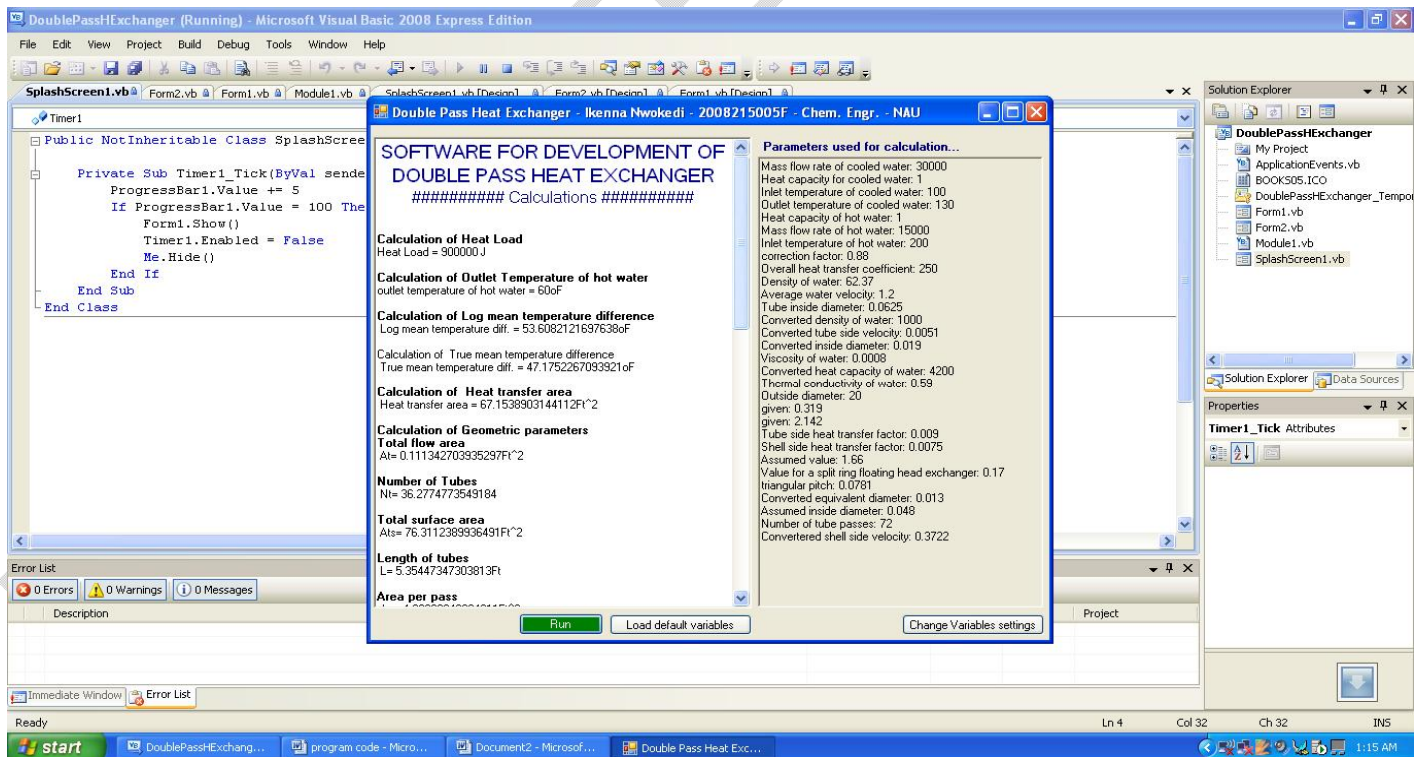 DoublePassHExchanger (Running) - Microsoft Visual Basic 2008 Express Edition
File Edit View Project Build Debug Tools Window Help
SplashScreen1.vb Form2.vb Form1.vb Module1.vb SplashScreen1.vb [Design] Form2.vb [Design] Form1.vb [Design]
Timer1
Public NotInheritable Class SplashScree
Private Sub Timer1_Tick(ByVal sende
ProgressBar1.Value += 5
If ProgressBar1.Value = 100 The
Form1.Show()
Timer1.Enabled = False
Me.Hide()
End If
End Sub
End Class
Double Pass Heat Exchanger - Ikenna Nwokedi - 2008215005F - Chem. Engr. - NAU
SOFTWARE FOR DEVELOPMENT OF
DOUBLE PASS HEAT EXCHANGER
########## Calculations ##########
Calculation of Heat Load
Heat Load = 900000 J
Calculation of Outlet Temperature of hot water
outlet temperature of hot water = 60oF
Calculation of Log mean temperature difference
Log mean temperature diff. = 53.6082121697638oF
Calculation of True mean temperature difference
True mean temperature diff. = 47.1752267093921oF
Calculation of Heat transfer area
Heat transfer area = 67.1538903144112Ft^2
Calculation of Geometric parameters
Total flow area
At= 0.111342703935297Ft^2
Number of Tubes
Nt= 36.2774773549184
Total surface area
Ats= 76.3112389936491Ft^2
Length of tubes
L= 5.35447347303813Ft
Area per pass
Parameters used for calculation...
Mass flow rate of cooled water: 30000
Heat capacity for cooled water: 1
Inlet temperature of cooled water: 100
Outlet temperature of cooled water: 130
Heat capacity of hot water: 1
Mass flow rate of hot water: 15000
Inlet temperature of hot water: 200
correction factor: 0.88
Overall heat transfer coefficient: 250
Density of water: 62.37
Average water velocity: 1.2
Tube inside diameter: 0.0625
Converted density of water: 1000
Converted tube side velocity: 0.0051
Converted inside diameter: 0.019
Viscosity of water: 0.0008
Converted heat capacity of water: 4200
Thermal conductivity of water: 0.59
Outside diameter: 20
given: 0.319
given: 2.142
Tube side heat transfer factor: 0.009
Shell side heat transfer factor: 0.0075
Assumed value: 1.66
Value for a split ring floating head exchanger: 0.17
triangular pitch: 0.0781
Converted equivalent diameter: 0.013
Assumed inside diameter: 0.048
Number of tube passes: 72
Convertered shell side velocity: 0.3722
Run Load default variables Change Variables settings
Solution Explorer
DoublePassHExchanger
My Project
ApplicationEvents.vb
BOOKS05.ICO
DoublePassHExchanger_Tempor
Form1.vb
Form2.vb
Module1.vb
SplashScreen1.vb
Solution Explorer Data Sources
Properties
Timer1_Tick Attributes
Error List
0 Errors 0 Warnings 0 Messages
Description Project
Immediate Window Error List
Ready Ln 4 Col 32 Ch 32 INS
start DoublePassHExchang... program code - Micro... Document2 - Microsof... Double Pass Heat Exc... 1:15 AM